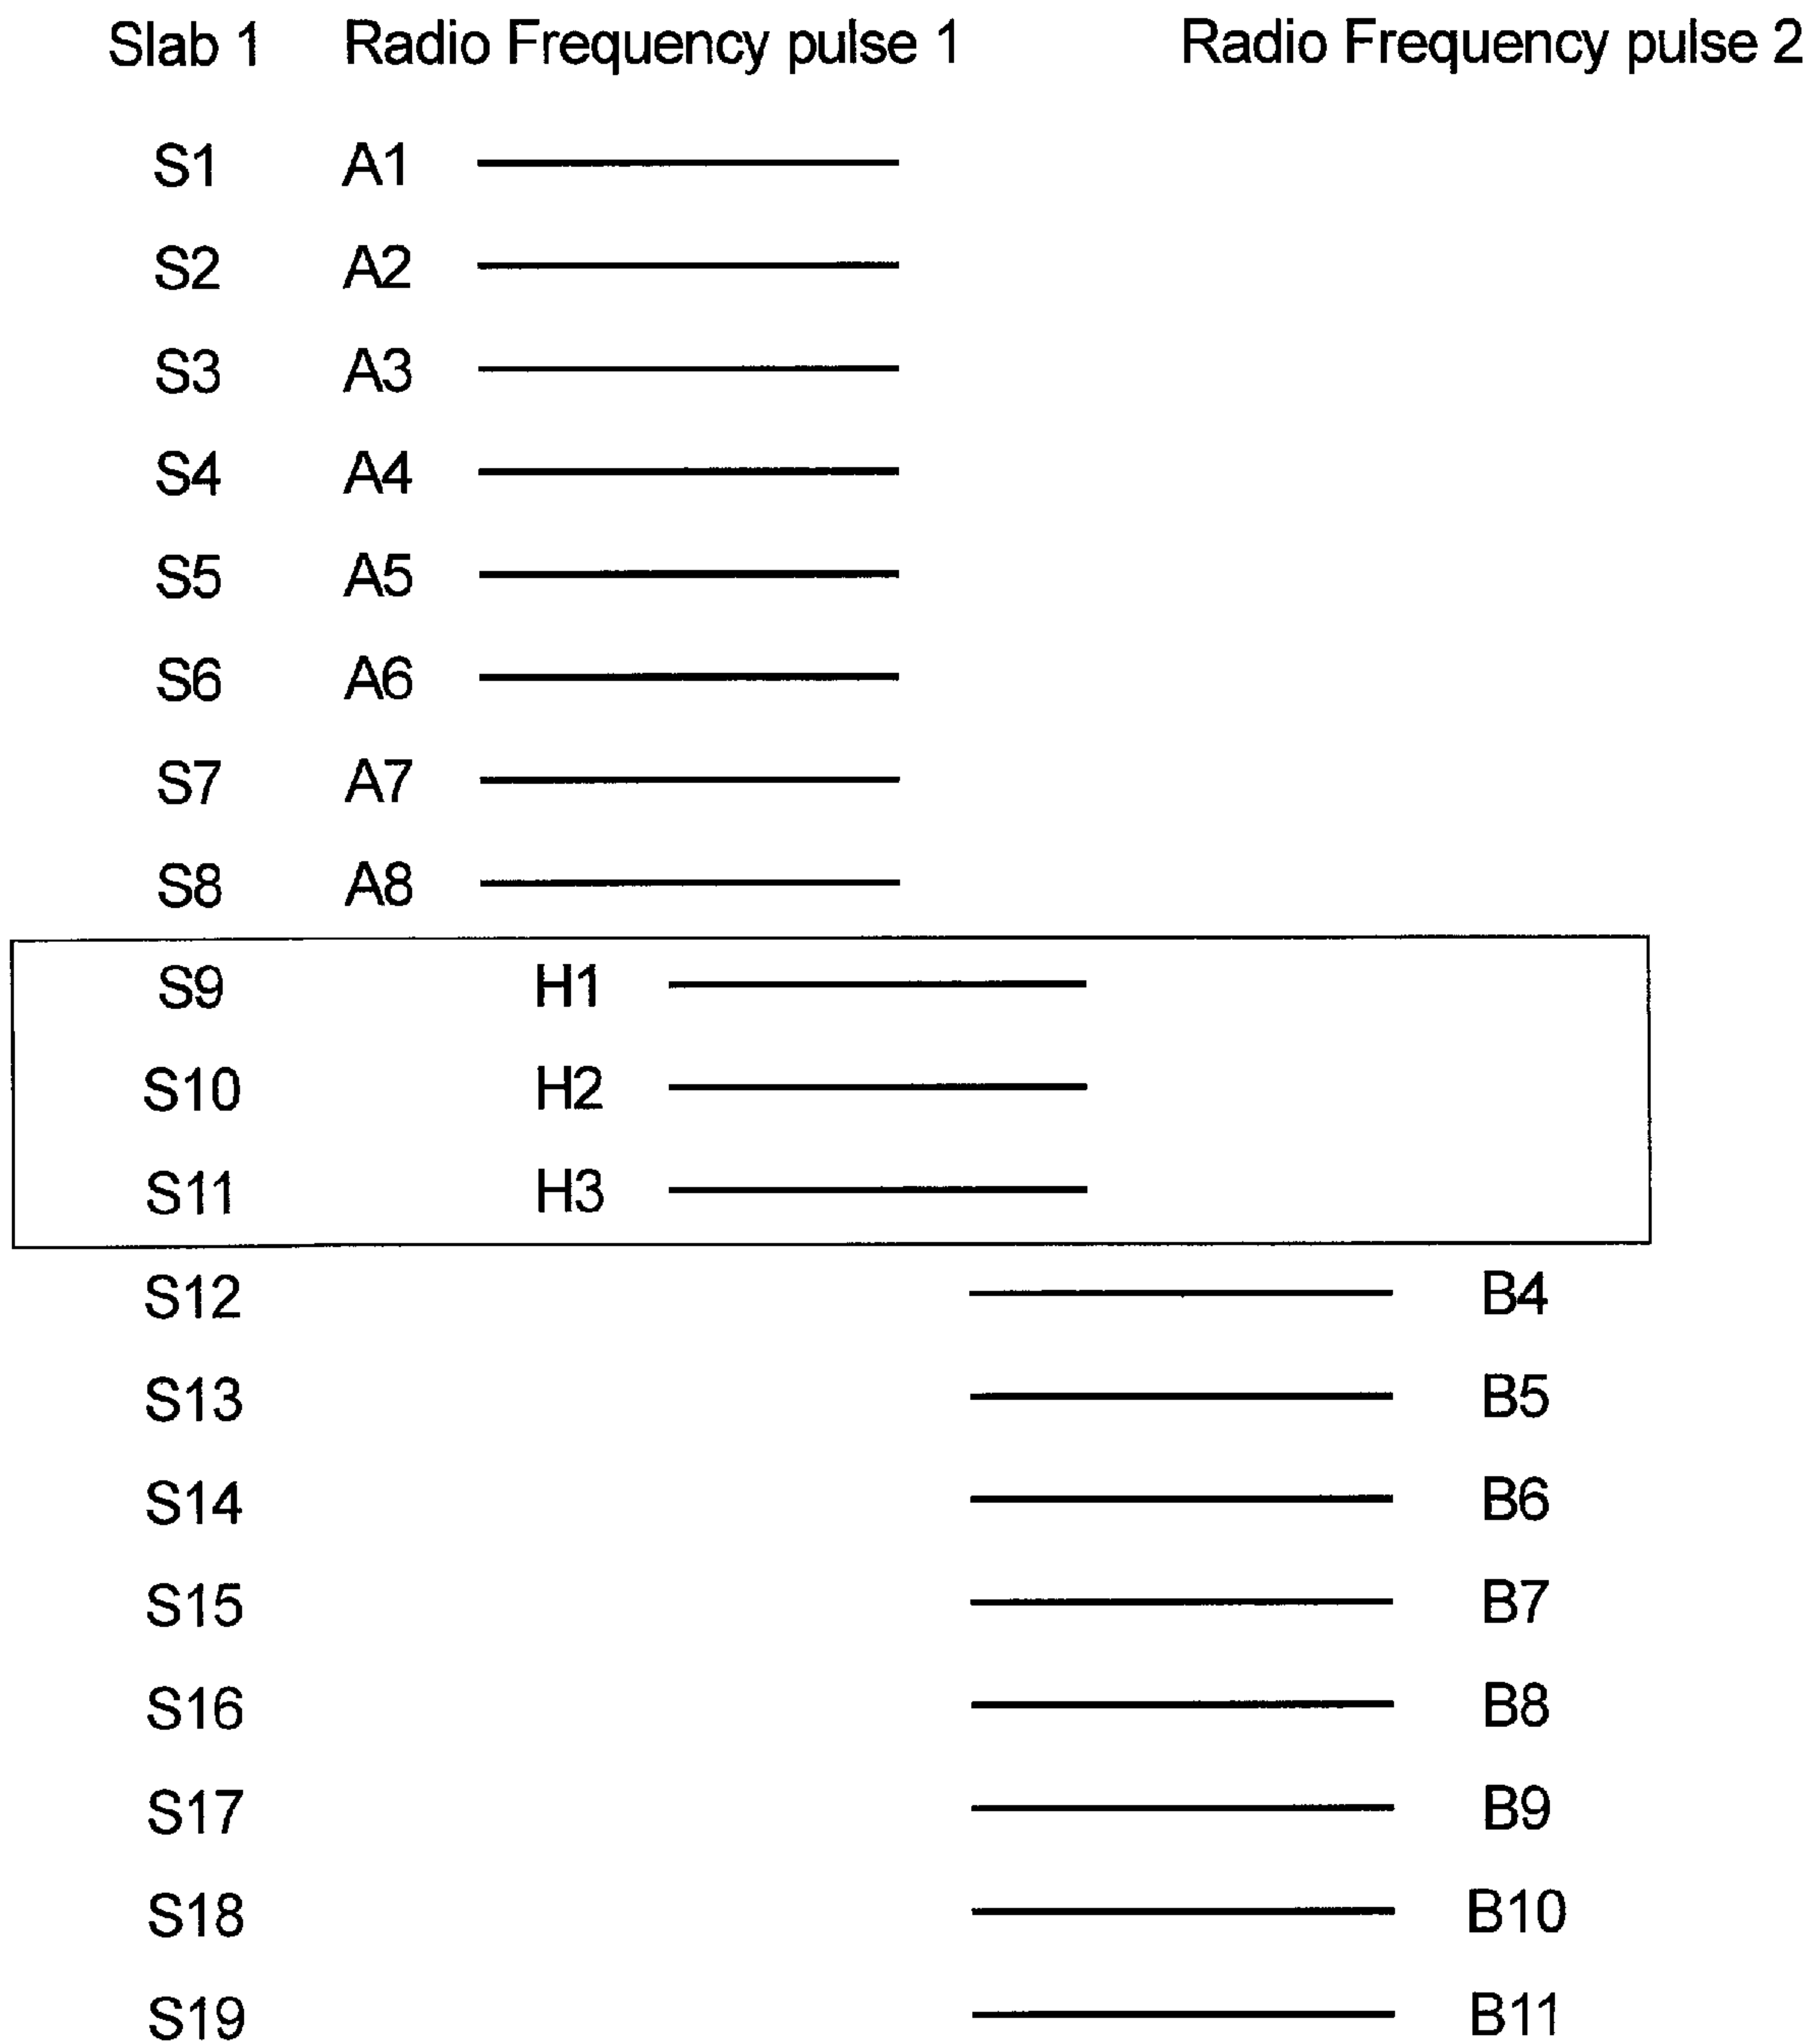 Slab 1 Radio Frequency pulse 1 Radio Frequency pulse 2
S1 A1
S2 A2
S3 A3
S4 A4
S5 A5
S6 A6
S7 A7
S8 A8
S9 H1
S10 H2
S11 H3
S12 B4
S13 B5
S14 B6
S15 B7
S16 B8
S17 B9
S18 B10
S19 B11